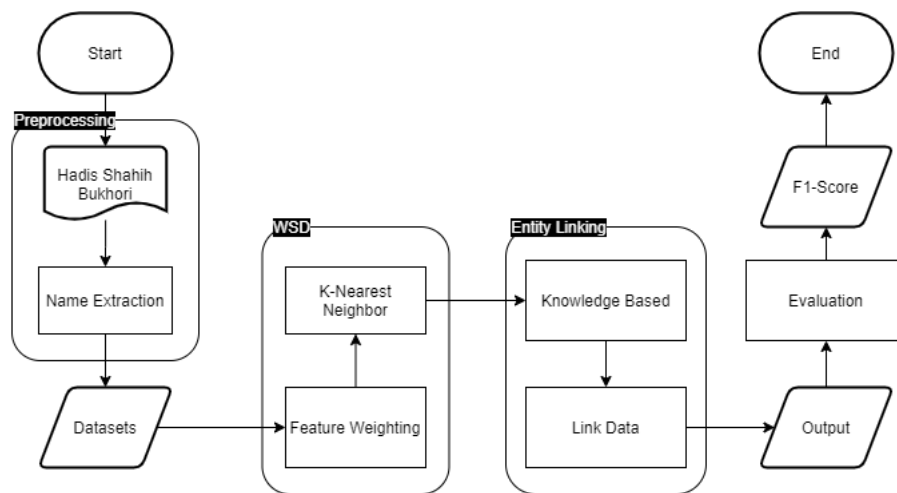 Start
Preprocessing
Hadis Shahih
Bukhori
Name Extraction
Datasets
WSD
K-Nearest
Neighbor
Feature Weighting
Entity Linking
Knowledge Based
Link Data
Output
Evaluation
F1-Score
End